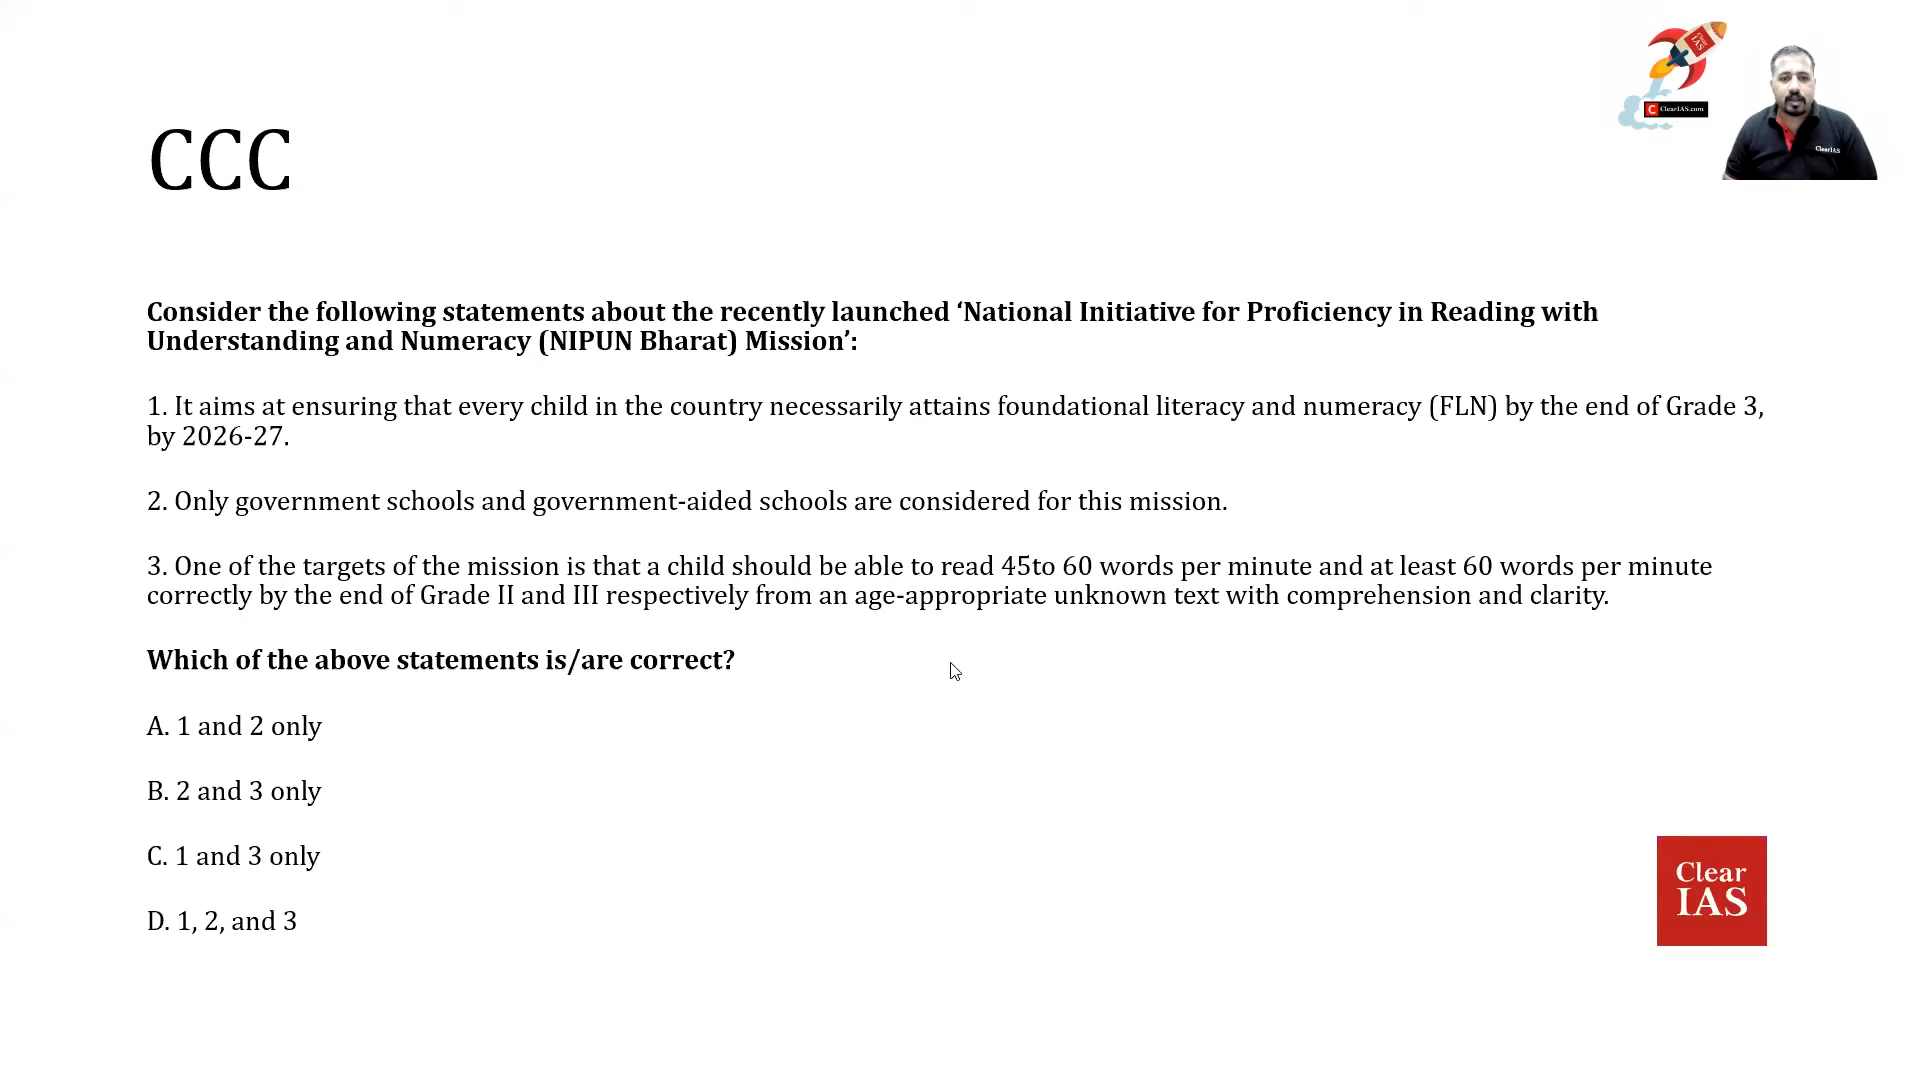 Clear
IAS
C ClearIAS.com
ClearIAS
CCC
Consider the following statements about the recently launched ‘National Initiative for Proficiency in Reading with
Understanding and Numeracy (NIPUN Bharat) Mission’:
1. It aims at ensuring that every child in the country necessarily attains foundational literacy and numeracy (FLN) by the end of Grade 3,
by 2026-27.
2. Only government schools and government-aided schools are considered for this mission.
3. One of the targets of the mission is that a child should be able to read 45to 60 words per minute and at least 60 words per minute
correctly by the end of Grade II and III respectively from an age-appropriate unknown text with comprehension and clarity.
Which of the above statements is/are correct?
A. 1 and 2 only
B. 2 and 3 only
C. 1 and 3 only
D. 1, 2, and 3
Clear
IAS